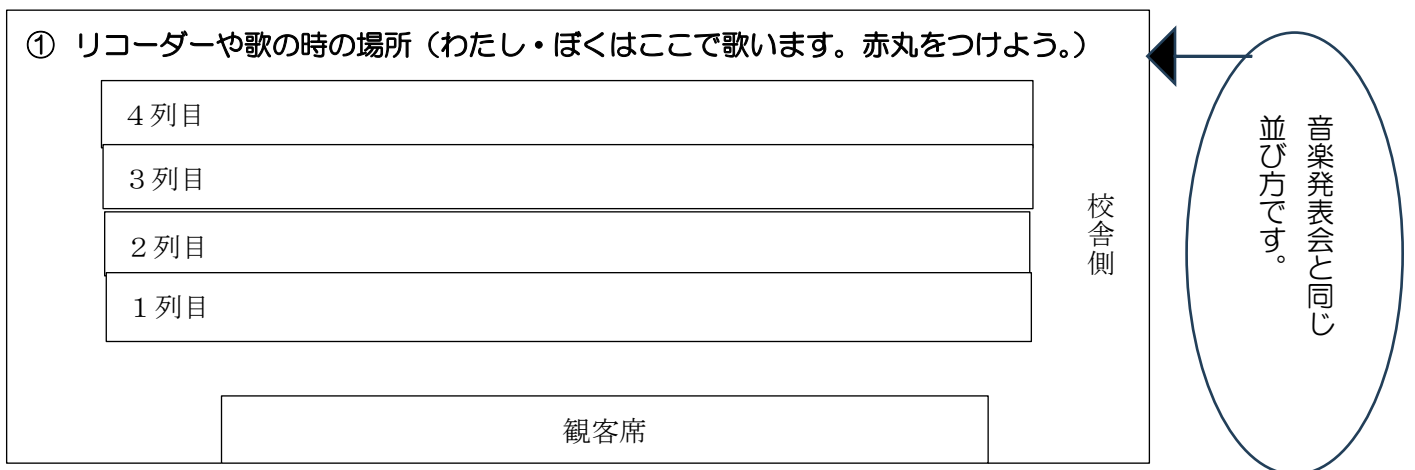 ① リコーダーや歌の時の場所（わたし・ぼくはここで歌います。赤丸をつけよう。）
４列目
３列目
２列目
１列目
校舎側
観客席
音楽発表会と同じ
並び方です。